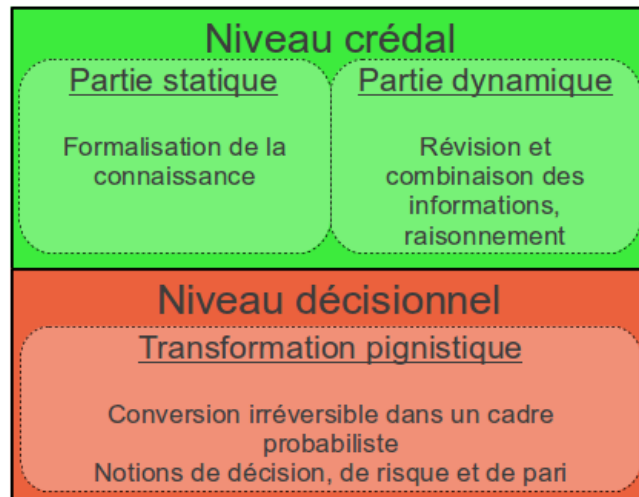 Niveau crédal
Partie statique
Formalisation de la
connaissance
Partie dynamique
Révision et
combinaison des
informations,
raisonnement
Niveau décisionnel
Transformation pignistique
Conversion irréversible dans un cadre
probabiliste
Notions de décision, de risque et de pari